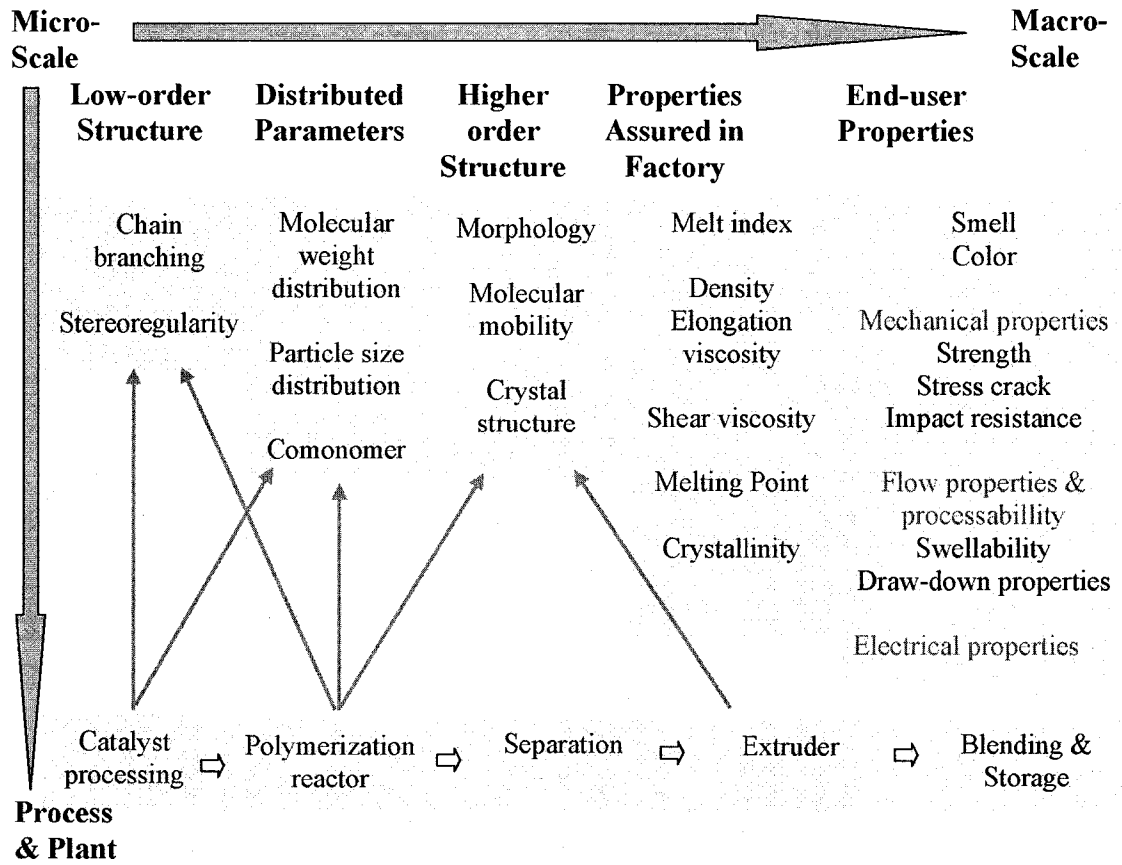 Micro-
Scale
Macro-
Scale
Low-order
Structure
Distributed
Parameters
Higher
order
Structure
Properties
Assured in
Factory
End-user
Properties
Chain
branching
Stereoregularity
Molecular
weight
distribution
Particle size
distribution
Comonomer
Morphology
Molecular
mobility
Crystal
structure
Melt index
Density
Elongation
viscosity
Shear viscosity
Melting Point
Crystallinity
Smell
Color
Mechanical properties
Strength
Stress crack
Impact resistance
Flow properties &
processabillity
Swellability
Draw-down properties
Electrical properties
Catalyst
processing
Polymerization
reactor
Separation
Extruder
Blending &
Storage
Process
& Plant